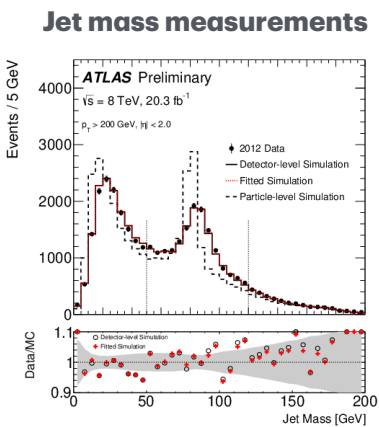 Jet mass measurements
Events / 5 GeV
4000
3000
2000
1000
0
ATLAS Preliminary
√s = 8 TeV, 20.3 fb⁻¹
p_T > 200 GeV, |η| < 2.0
2012 Data
Detector-level Simulation
Fitted Simulation
Particle-level Simulation
Data/MC
1.1
1.0
0.9
Detector-level Simulation
Fitted Simulation
0 50 100 150 200
Jet Mass [GeV]